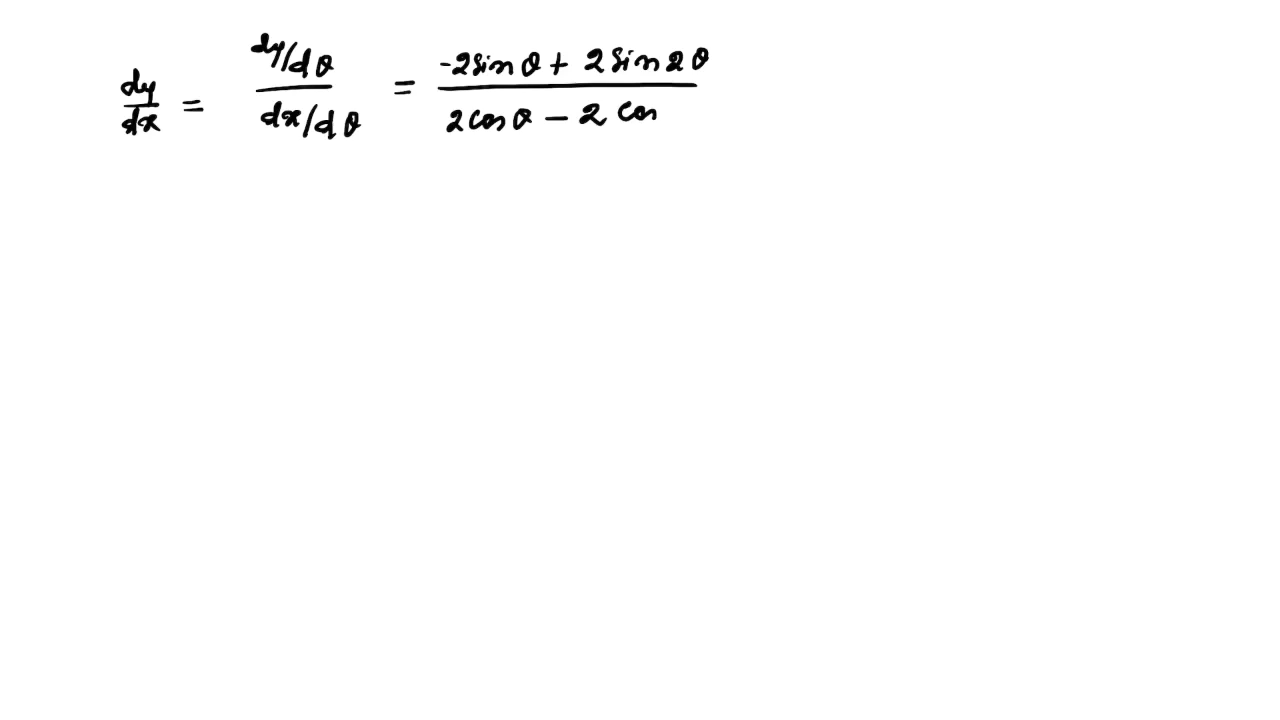 dy/dx = (dy/dθ)/(dx/dθ) = (-2sinθ + 2sin2θ)/(2cosθ - 2cos